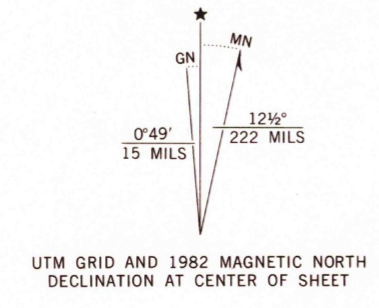 ★
MN
GN
0°49′
15 MILS
12½°
222 MILS
UTM GRID AND 1982 MAGNETIC NORTH
DECLINATION AT CENTER OF SHEET